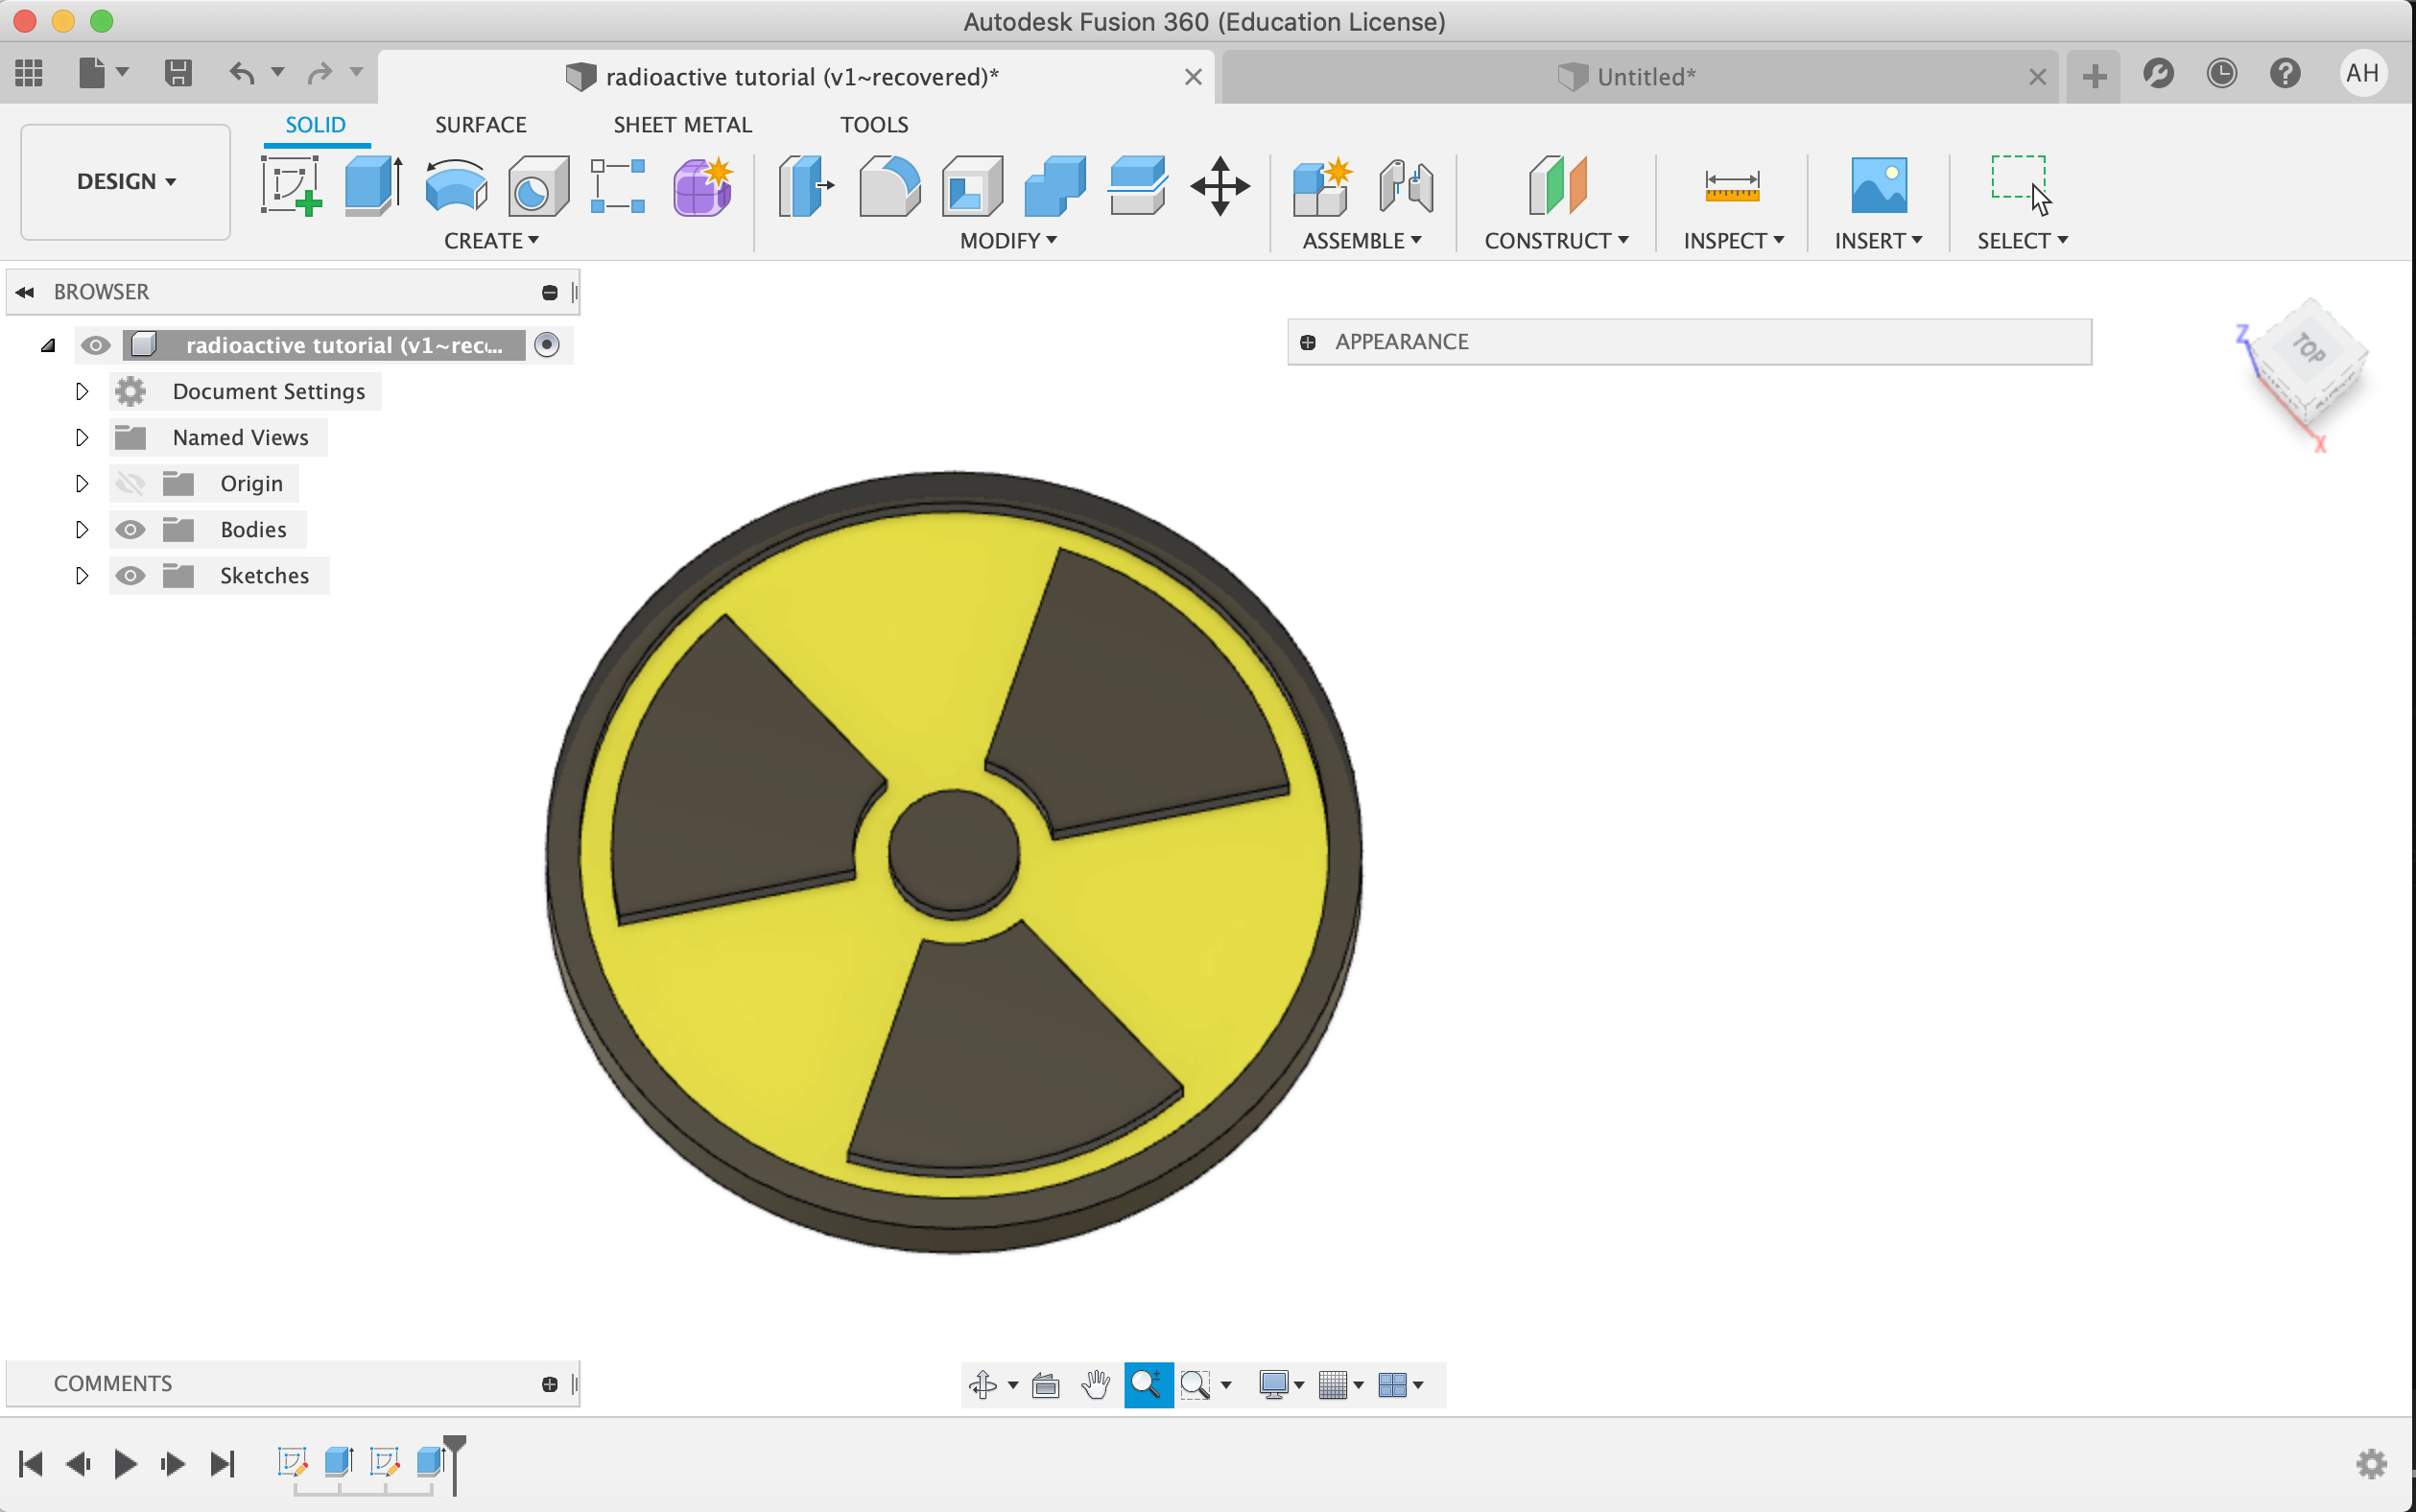 Autodesk Fusion 360 (Education License)
radioactive tutorial (v1~recovered)*
Untitled*
AH
SOLID
SURFACE
SHEET METAL
TOOLS
DESIGN
CREATE
MODIFY
ASSEMBLE
CONSTRUCT
INSPECT
INSERT
SELECT
BROWSER
radioactive tutorial (v1~rec...
Document Settings
Named Views
Origin
Bodies
Sketches
APPEARANCE
Z
TOP
X
COMMENTS